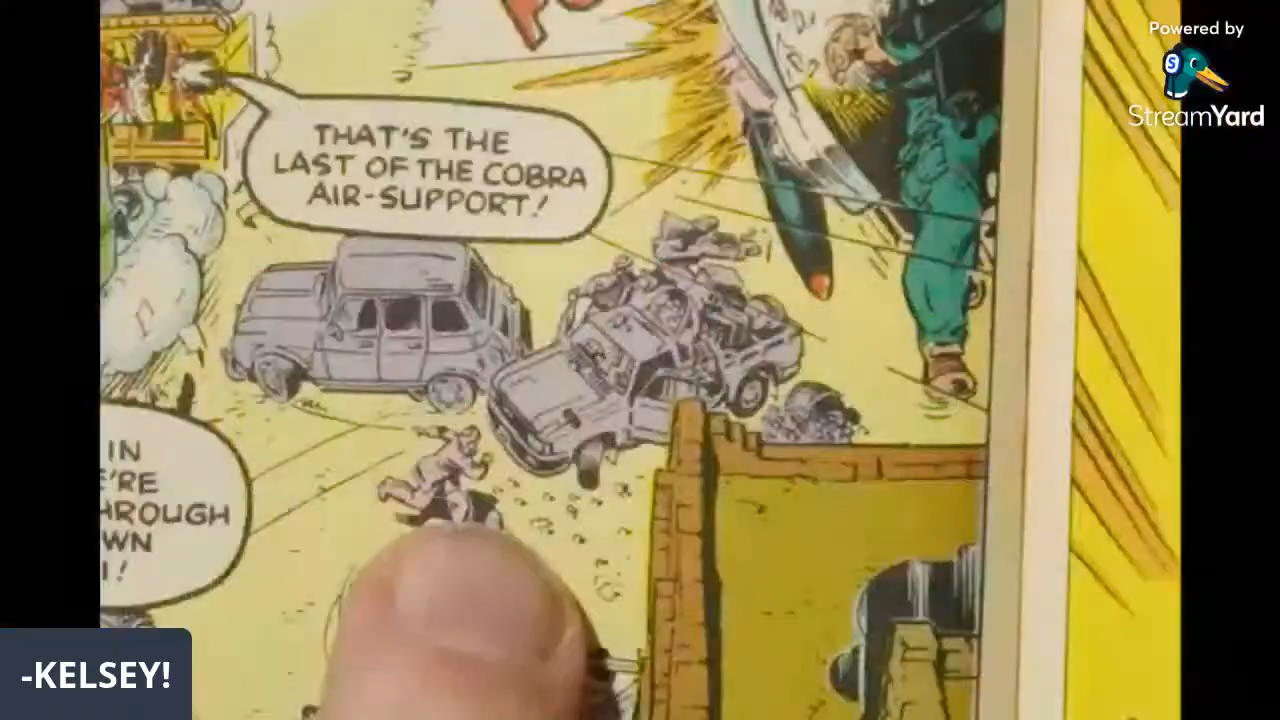 Powered by
StreamYard
THAT'S THE
LAST OF THE COBRA
AIR-SUPPORT!
IN
E'RE
HROUGH
WN
!
-KELSEY!